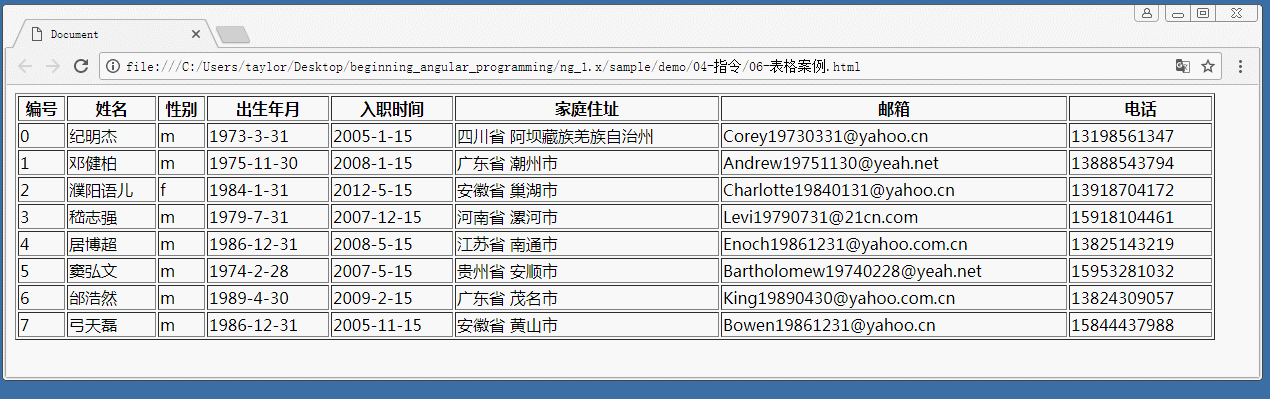 Document
file:///C:/Users/taylor/Desktop/beginning_angular_programming/ng_1.x/sample/demo/04-指令/06-表格案例.html
编号 姓名 性别 出生年月 入职时间 家庭住址 邮箱 电话
0 纪明杰 m 1973-3-31 2005-1-15 四川省 阿坝藏族羌族自治州 Corey19730331@yahoo.cn 13198561347
1 邓健柏 m 1975-11-30 2008-1-15 广东省 潮州市 Andrew19751130@yeah.net 13888543794
2 濮阳语儿 f 1984-1-31 2012-5-15 安徽省 巢湖市 Charlotte19840131@yahoo.cn 13918704172
3 嵇志强 m 1979-7-31 2007-12-15 河南省 漯河市 Levi19790731@21cn.com 15918104461
4 居博超 m 1986-12-31 2008-5-15 江苏省 南通市 Enoch19861231@yahoo.com.cn 13825143219
5 窦弘文 m 1974-2-28 2007-5-15 贵州省 安顺市 Bartholomew19740228@yeah.net 15953281032
6 邰浩然 m 1989-4-30 2009-2-15 广东省 茂名市 King19890430@yahoo.com.cn 13824309057
7 弓天磊 m 1986-12-31 2005-11-15 安徽省 黄山市 Bowen19861231@yahoo.cn 15844437988